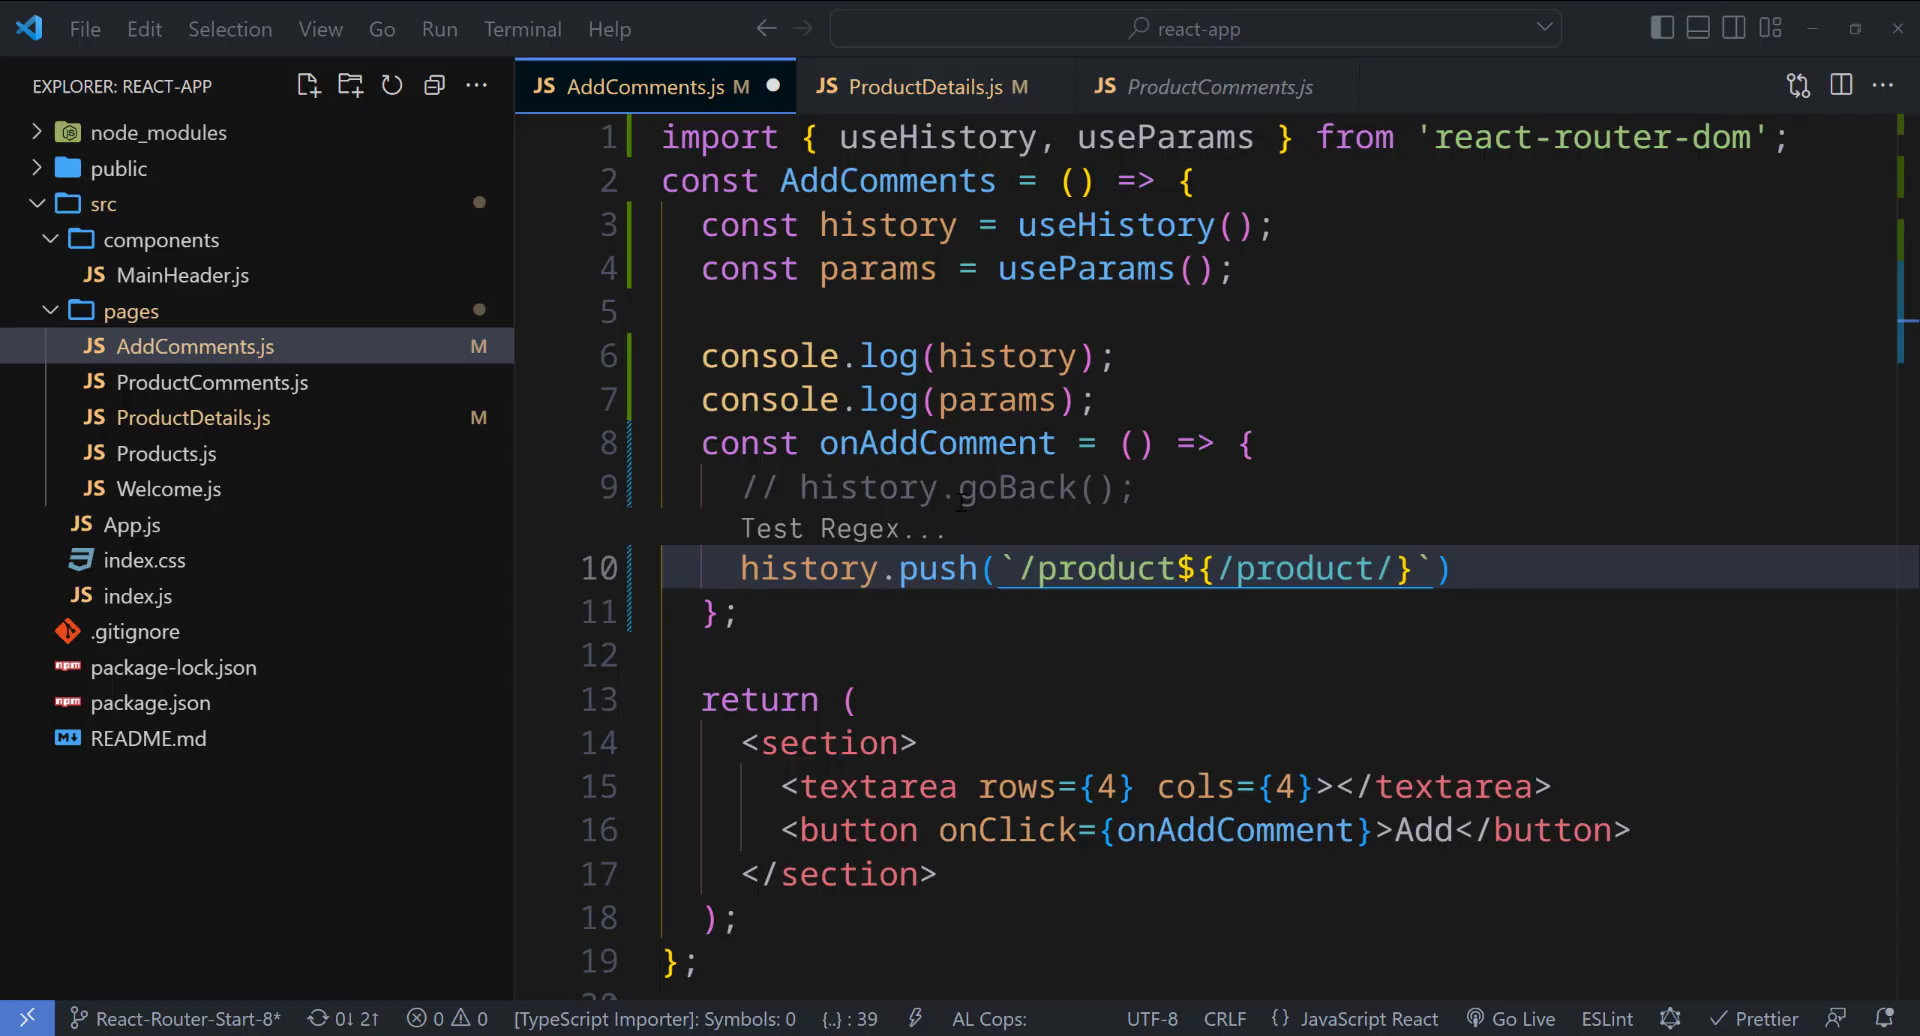 File Edit Selection View Go Run Terminal Help
react-app
EXPLORER: REACT-APP
node_modules
public
src
components
JS MainHeader.js
pages
JS AddComments.js M
JS ProductComments.js
JS ProductDetails.js M
JS Products.js
JS Welcome.js
JS App.js
index.css
JS index.js
.gitignore
npm package-lock.json
npm package.json
M README.md
JS AddComments.js M
JS ProductDetails.js M
JS ProductComments.js
1 import { useHistory, useParams } from 'react-router-dom';
2 const AddComments = () => {
3 const history = useHistory();
4 const params = useParams();
5
6 console.log(history);
7 console.log(params);
8 const onAddComment = () => {
9 // history.goBack();
Test Regex...
10 history.push(`/product${/product/}`)
11 };
12
13 return (
14 <section>
15 <textarea rows={4} cols={4}></textarea>
16 <button onClick={onAddComment}>Add</button>
17 </section>
18 );
19 };
React-Router-Start-8* 0↓ 2↑ 0 0 [TypeScript Importer]: Symbols: 0 {..} : 39 AL Cops: UTF-8 CRLF {} JavaScript React Go Live ESLint Prettier